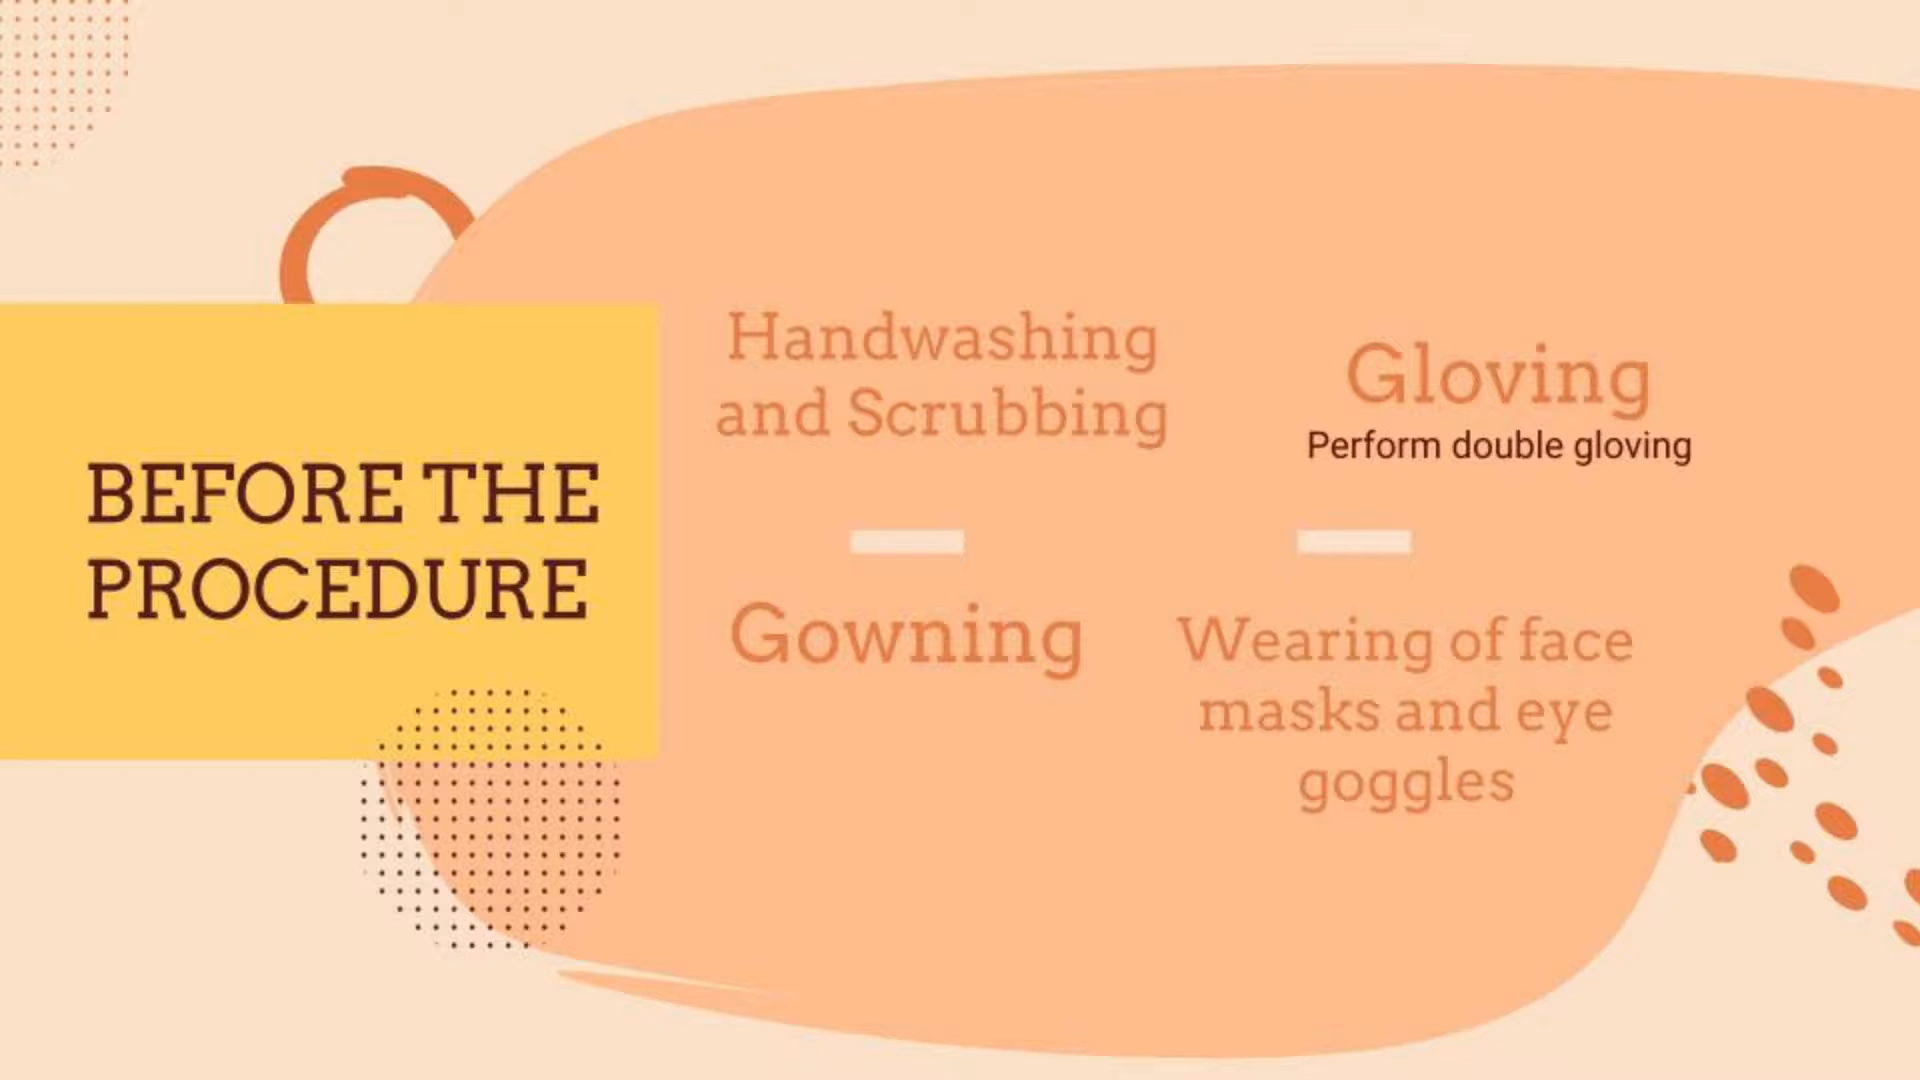 BEFORE THE
PROCEDURE
Handwashing
and Scrubbing
Gloving
Perform double gloving
Gowning
Wearing of face
masks and eye
goggles